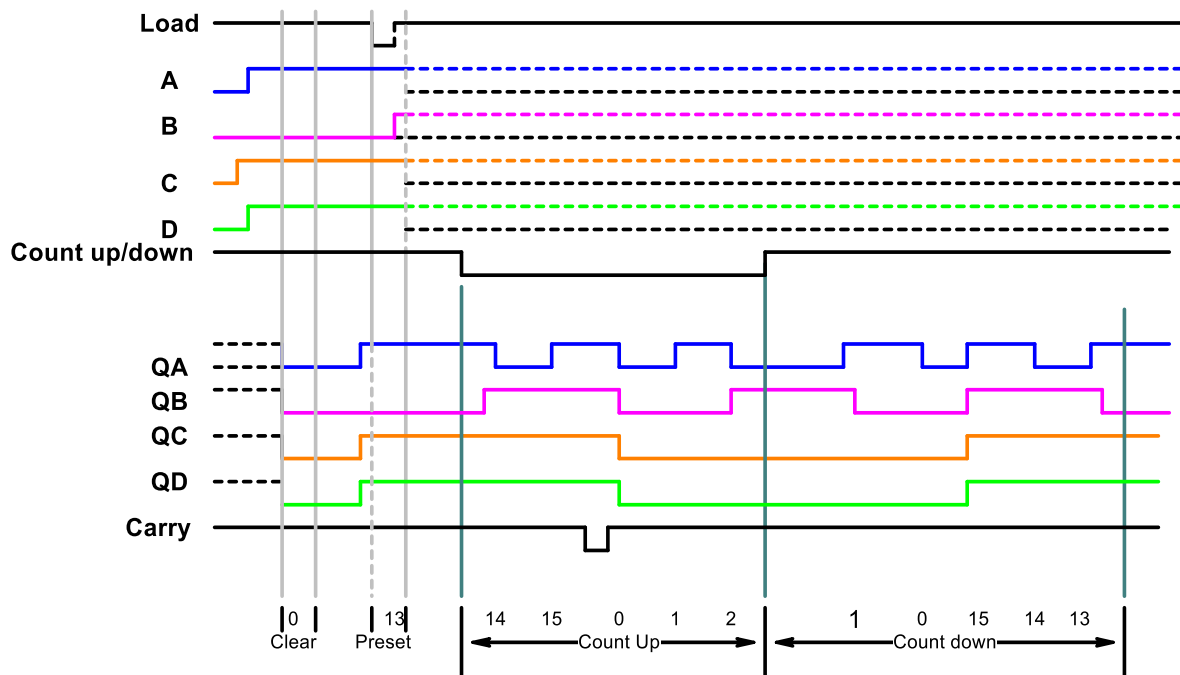 Load
A
B
C
D
Count up/down
QA
QB
QC
QD
Carry
0 13 14 15 0 1 2 1 0 15 14 13
Clear Preset Count Up Count down